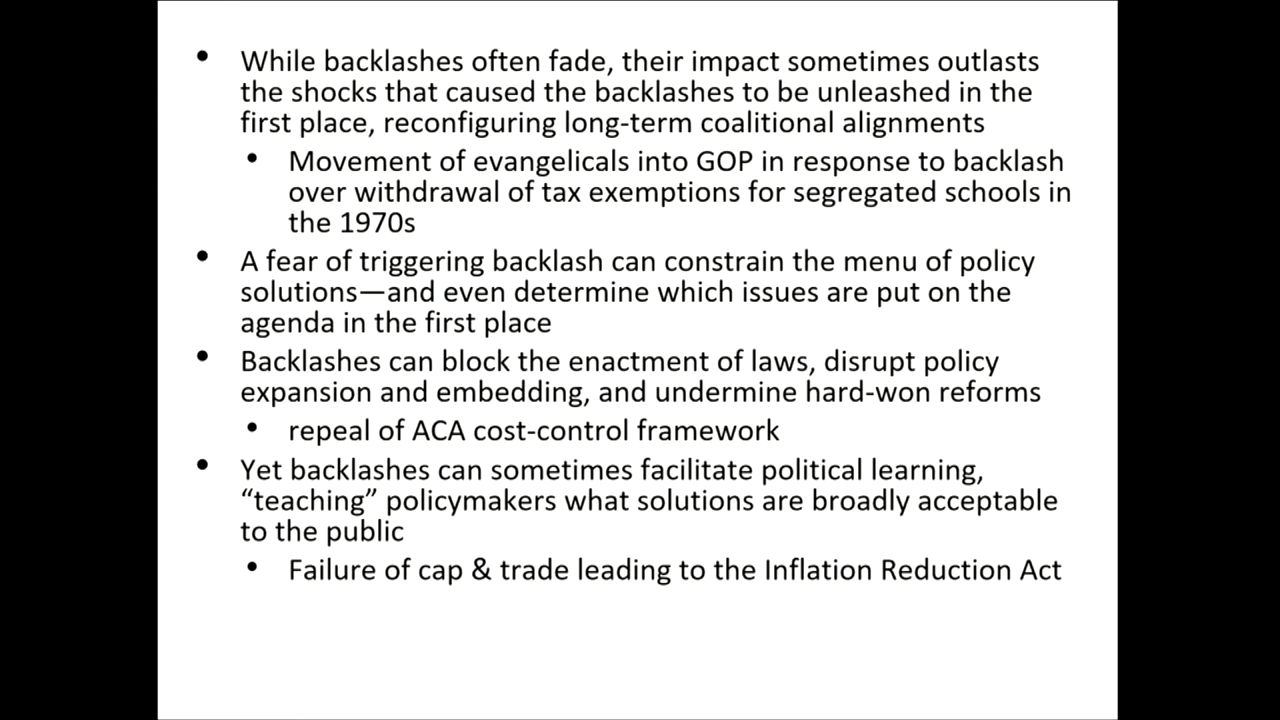 • While backlashes often fade, their impact sometimes outlasts
the shocks that caused the backlashes to be unleashed in the
first place, reconfiguring long-term coalitional alignments
• Movement of evangelicals into GOP in response to backlash
over withdrawal of tax exemptions for segregated schools in
the 1970s
• A fear of triggering backlash can constrain the menu of policy
solutions—and even determine which issues are put on the
agenda in the first place
• Backlashes can block the enactment of laws, disrupt policy
expansion and embedding, and undermine hard-won reforms
• repeal of ACA cost-control framework
• Yet backlashes can sometimes facilitate political learning,
“teaching” policymakers what solutions are broadly acceptable
to the public
• Failure of cap & trade leading to the Inflation Reduction Act